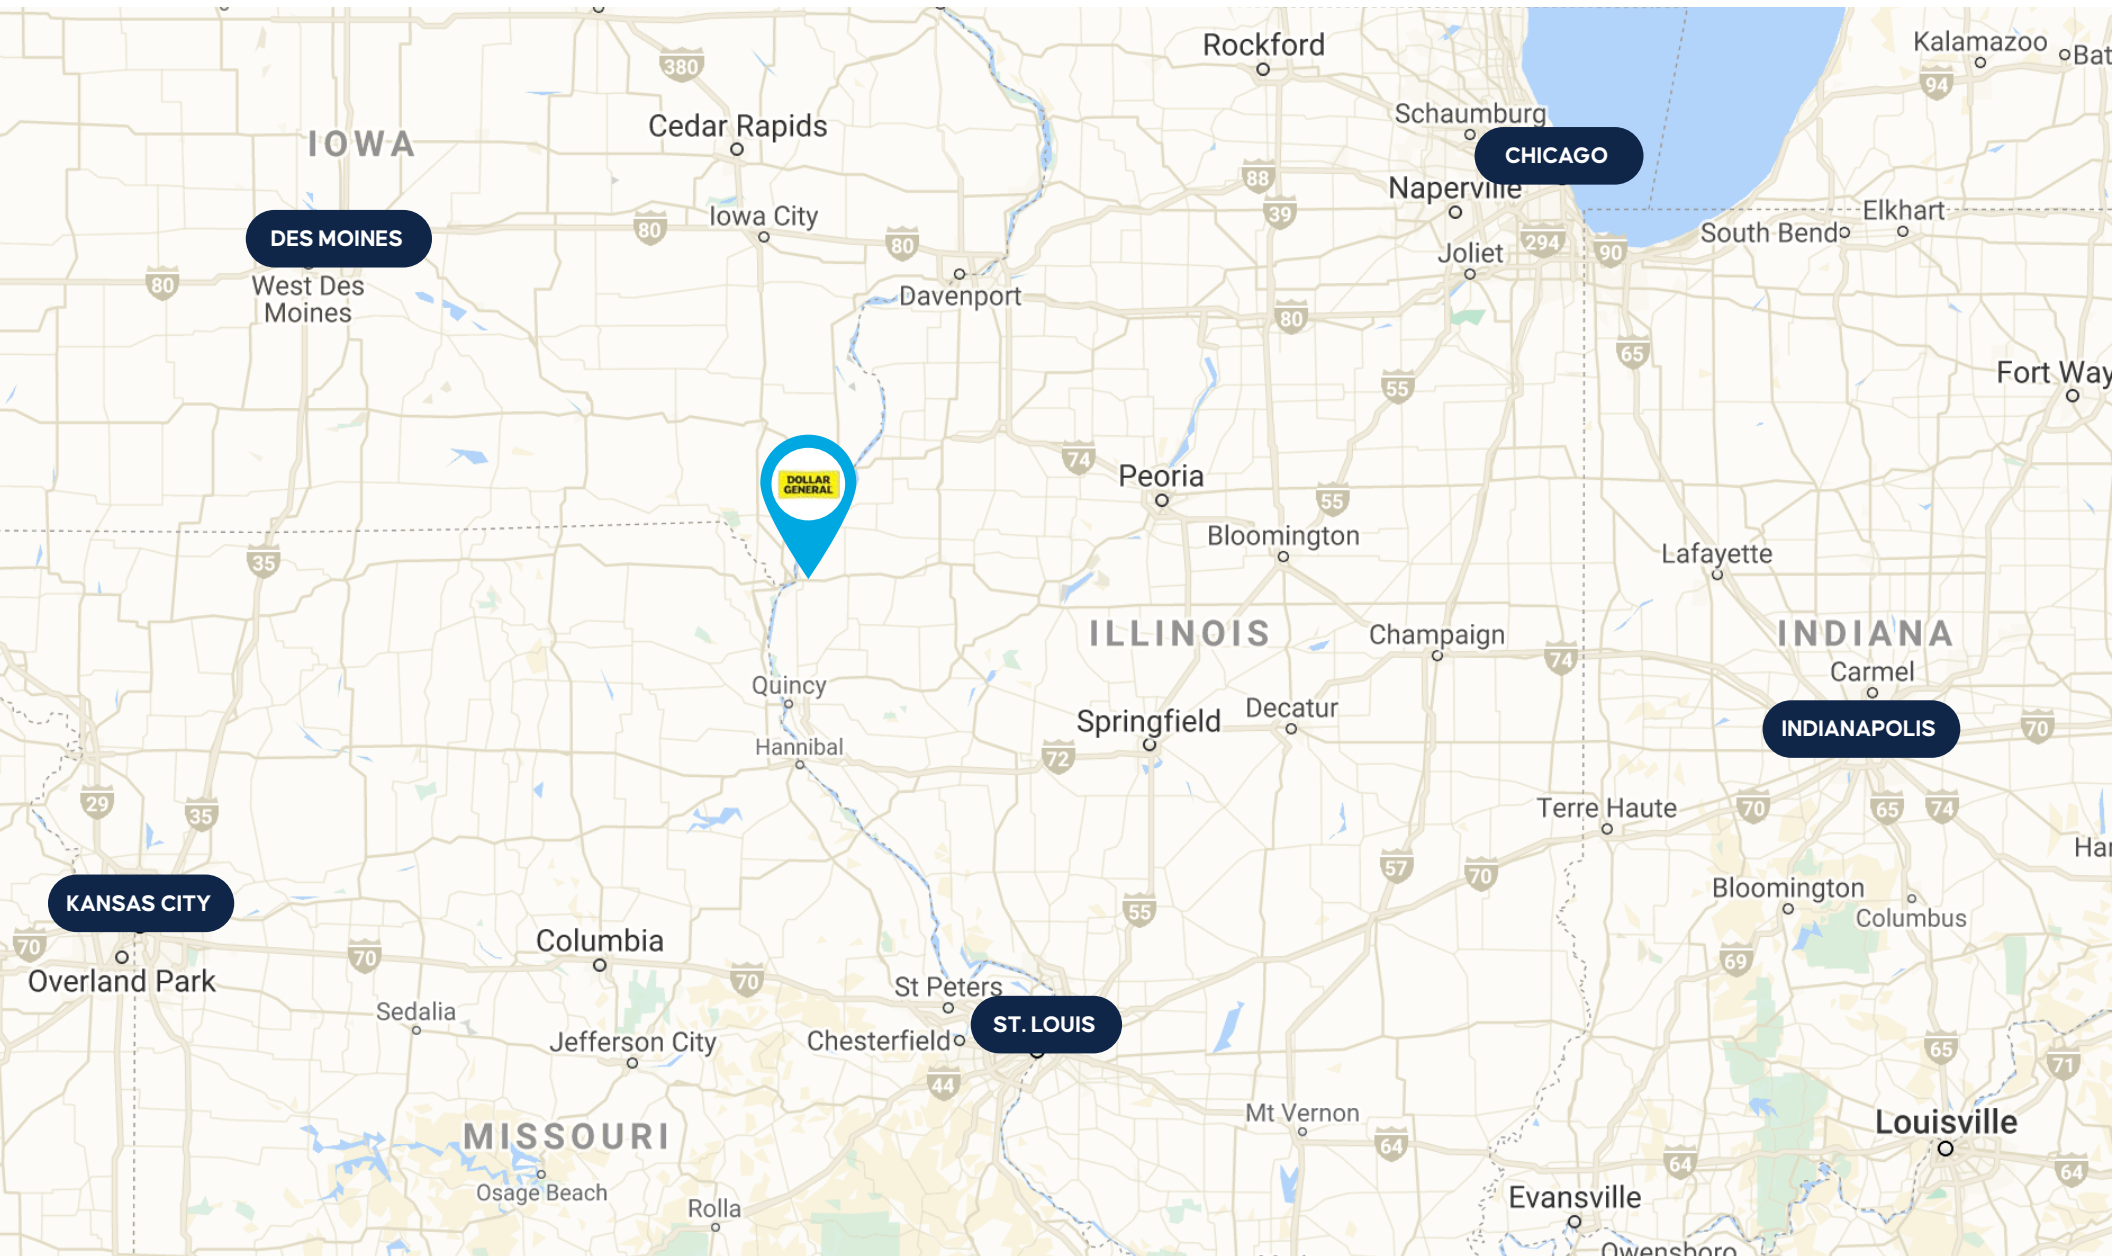 Rockford
Kalamazoo
Bat
380
94
Schaumburg
Cedar Rapids
IOWA
CHICAGO
88
Naperville
39
Iowa City
Elkhart
80
80
South Bend
DES MOINES
294
90
Joliet
80
West Des
Moines
Davenport
80
65
Fort Way
55
74
Peoria
DOLLAR
GENERAL
55
Bloomington
Lafayette
35
ILLINOIS
Champaign
INDIANA
74
Carmel
Quincy
Springfield
Decatur
INDIANAPOLIS
70
Hannibal
72
29
35
Terre Haute
70
65
74
Har
57
70
Bloomington
KANSAS CITY
55
Columbus
70
Columbia
70
69
Overland Park
70
St Peters
Sedalia
ST. LOUIS
Jefferson City
Chesterfield
65
71
44
Mt Vernon
Louisville
MISSOURI
64
64
64
Osage Beach
Evansville
Rolla
Owensboro